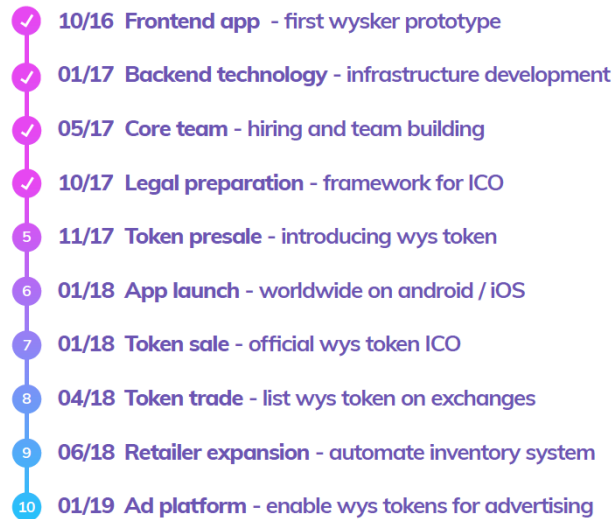 10/16 Frontend app - first wysker prototype
01/17 Backend technology - infrastructure development
05/17 Core team - hiring and team building
10/17 Legal preparation - framework for ICO
5 11/17 Token presale - introducing wys token
6 01/18 App launch - worldwide on android / iOS
7 01/18 Token sale - official wys token ICO
8 04/18 Token trade - list wys token on exchanges
9 06/18 Retailer expansion - automate inventory system
10 01/19 Ad platform - enable wys tokens for advertising